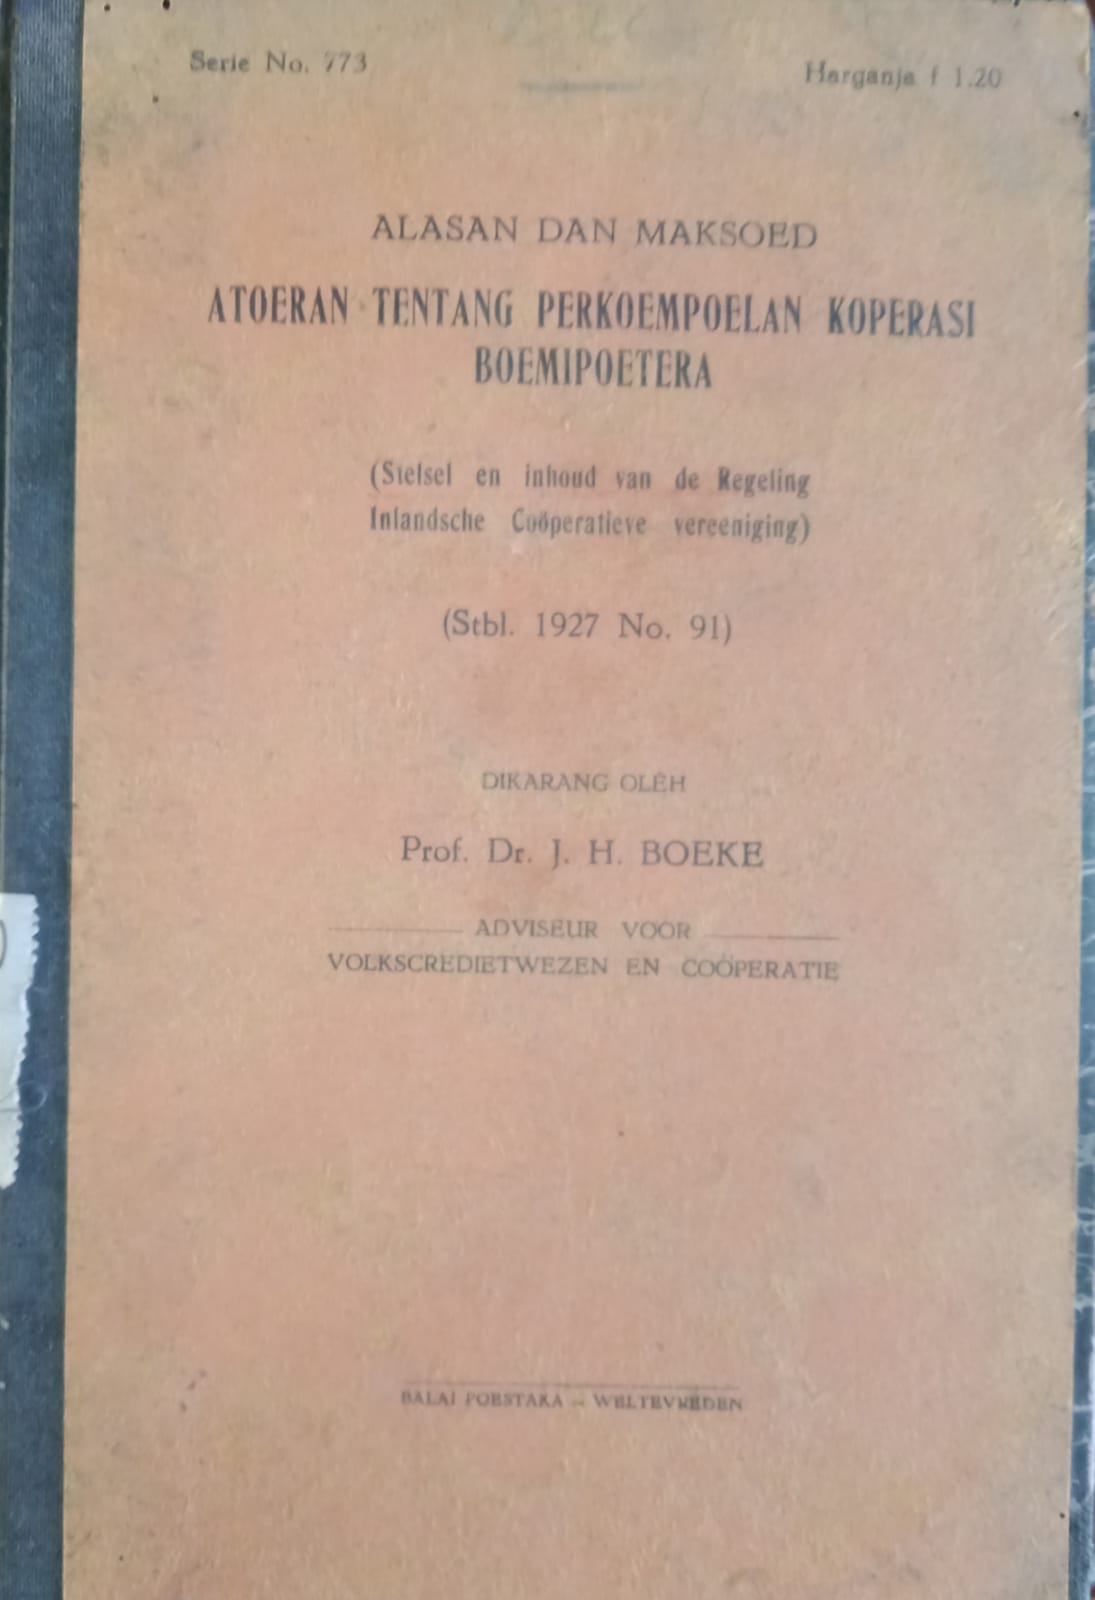 Serie No. 773
Harganja f 1.20
ALASAN DAN MAKSOED
ATOERAN TENTANG PERKOEMPOELAN KOPERASI
BOEMIPOETERA
(Stelsel en inhoud van de Regeling
Inlandsche Coöperatieve vereeniging)
(Stbl. 1927 No. 91)
DIKARANG OLÉH
Prof. Dr. J. H. BOEKE
ADVISEUR VOOR
VOLKSCREDIETWEZEN EN COÖPERATIE
BALAI POESTAKA — WELTEVREDEN